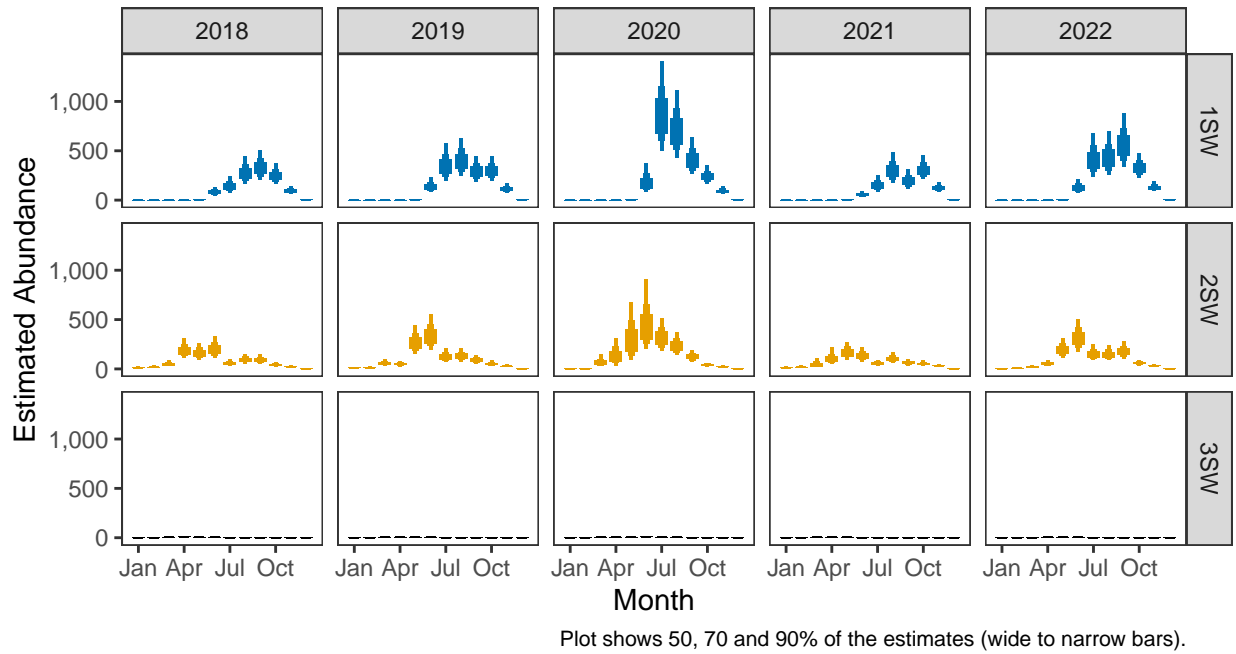 2018 2019 2020 2021 2022
1,000
500
0
1SW
1,000
500
0
2SW
1,000
500
0
3SW
Estimated Abundance
Jan Apr Jul Oct Jan Apr Jul Oct Jan Apr Jul Oct Jan Apr Jul Oct Jan Apr Jul Oct
Month
Plot shows 50, 70 and 90% of the estimates (wide to narrow bars).